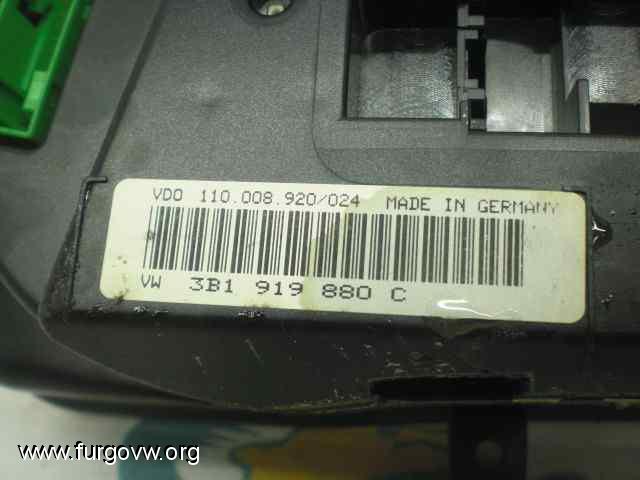 VDO 110.008.920/024 MADE IN GERMANY
VW 3B1 919 880 C
www.furgovw.org